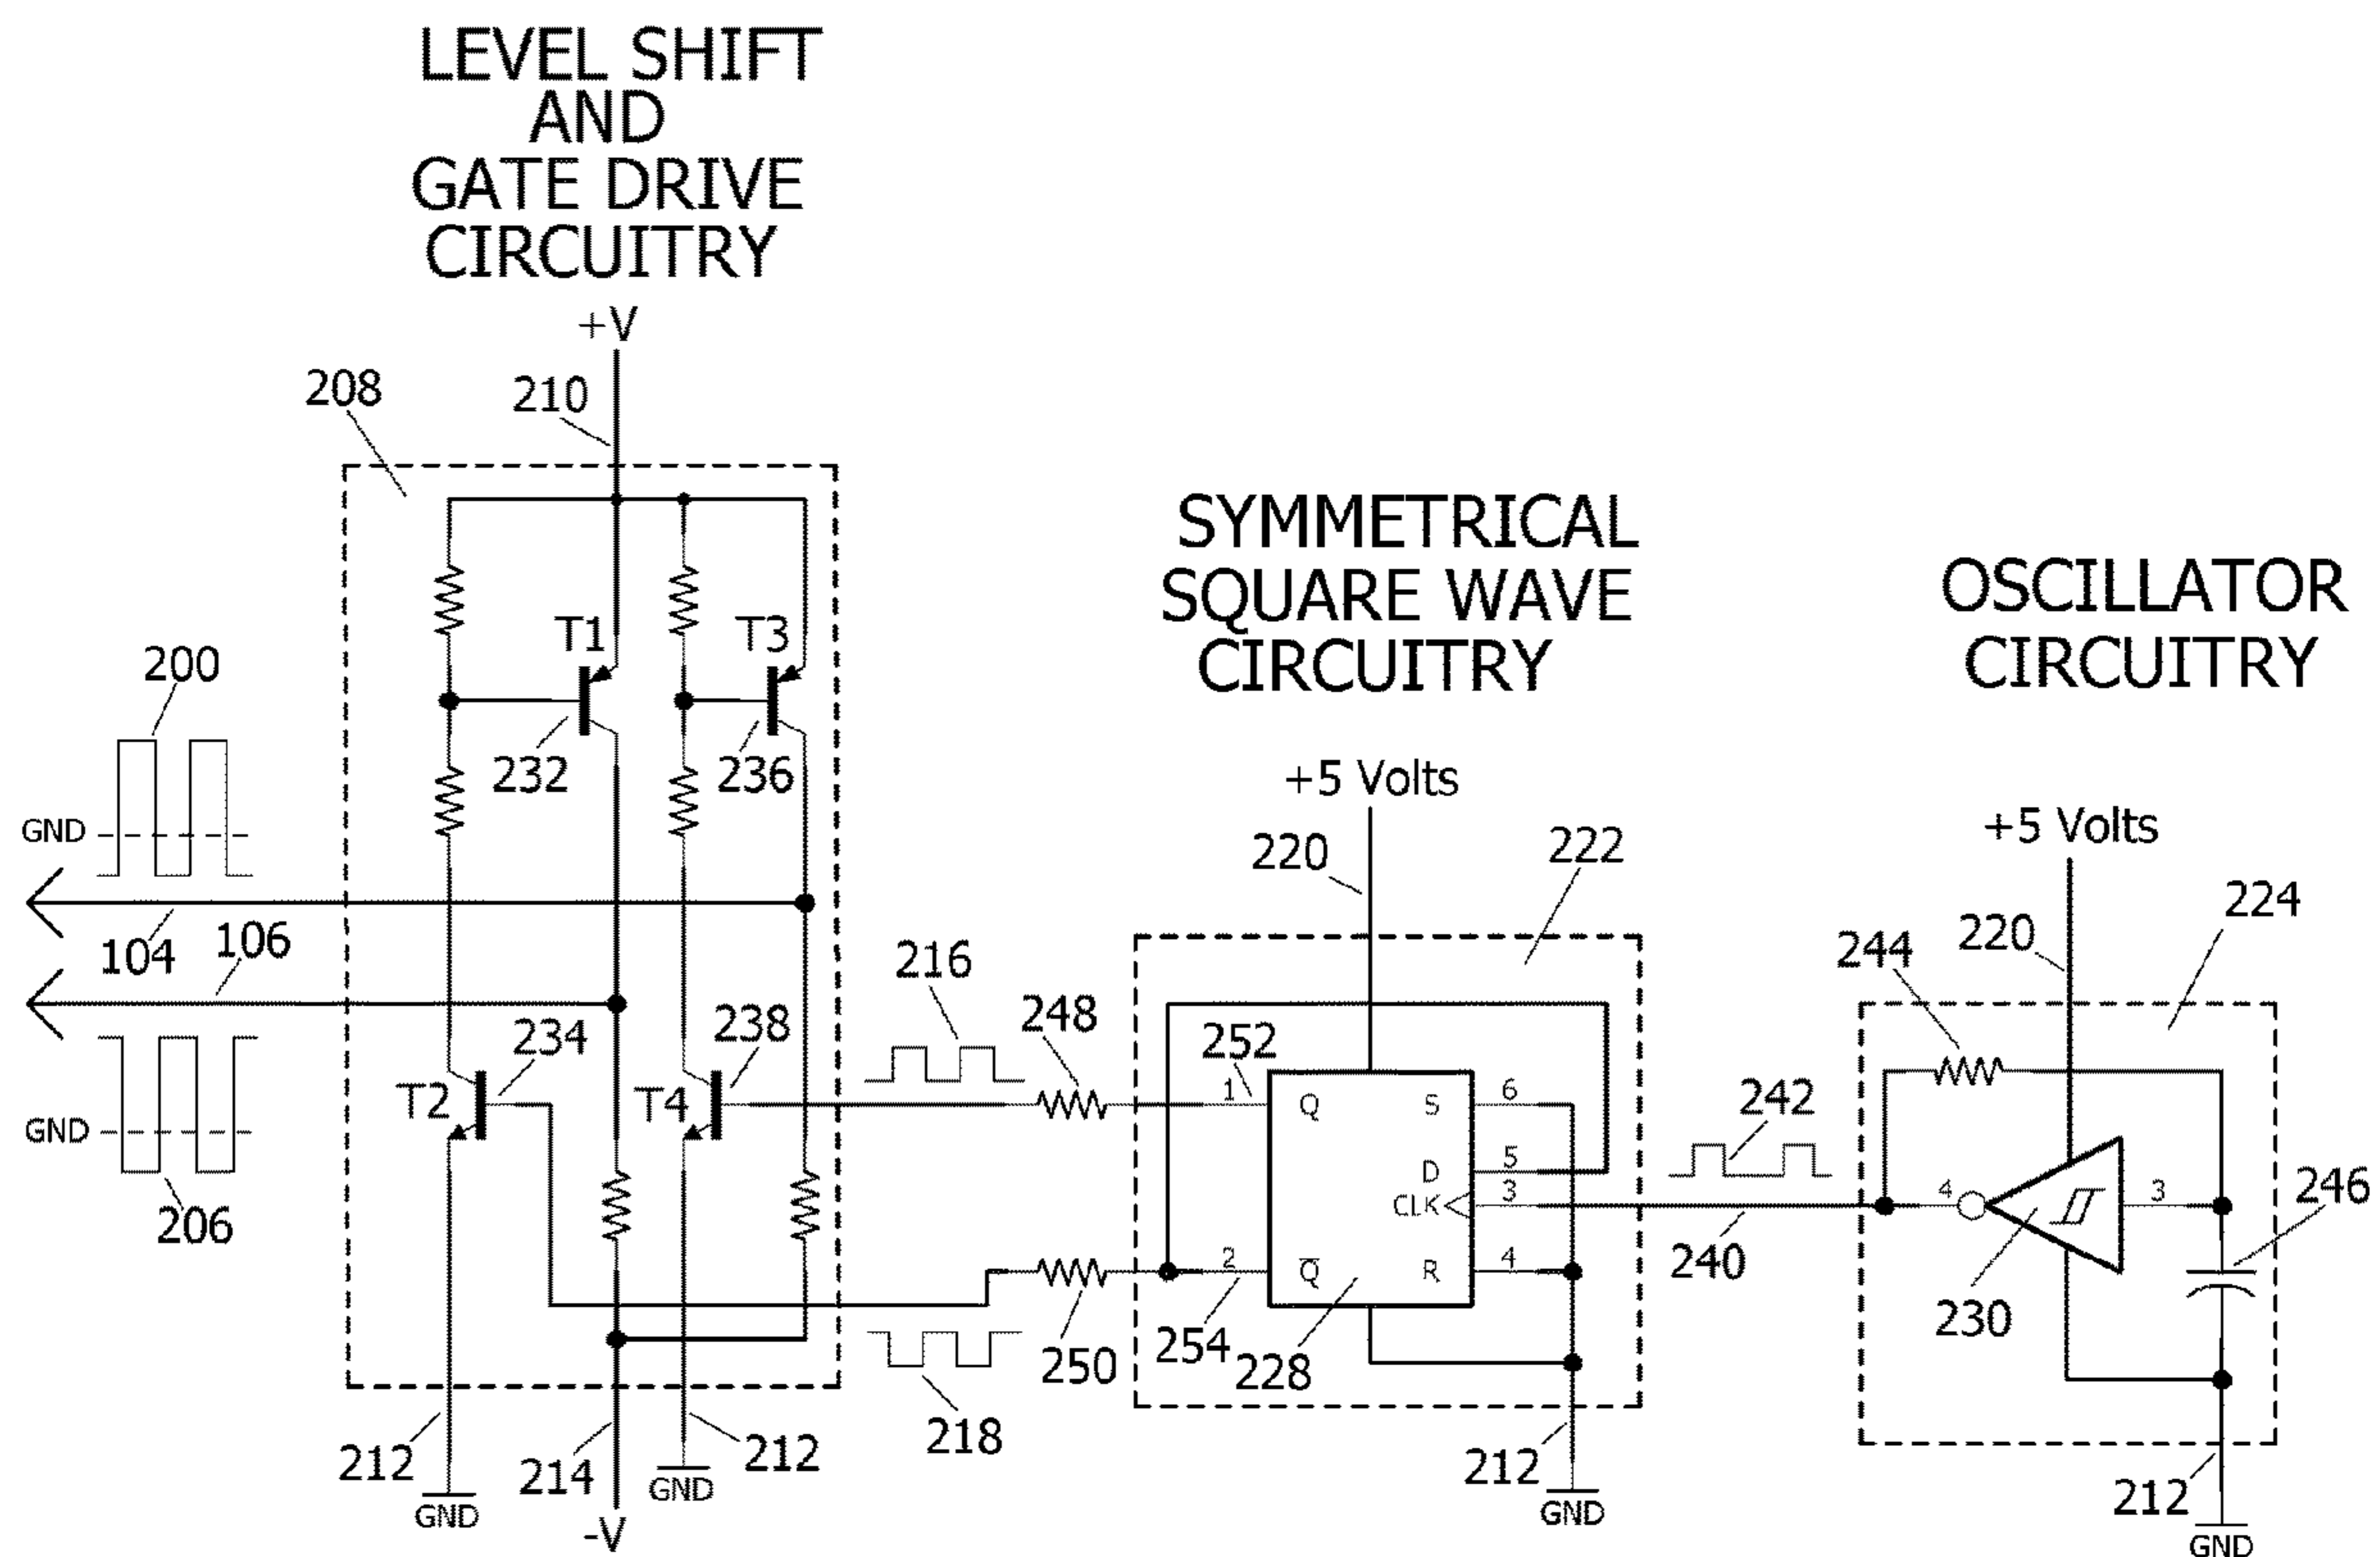 LEVEL SHIFT
AND
GATE DRIVE
CIRCUITRY
+V
208
210
SYMMETRICAL
SQUARE WAVE
CIRCUITRY
OSCILLATOR
CIRCUITRY
T1
T3
200
232
236
+5 Volts
+5 Volts
GND
220
222
224
104
106
216
248
252
220
244
234
238
242
T2
T4
1
Q
S
6
D
5
CLK
3
4
3
246
GND
206
240
230
2
Q̅
R
4
250
254
228
218
212
214
212
212
212
GND
GND
GND
GND
-V